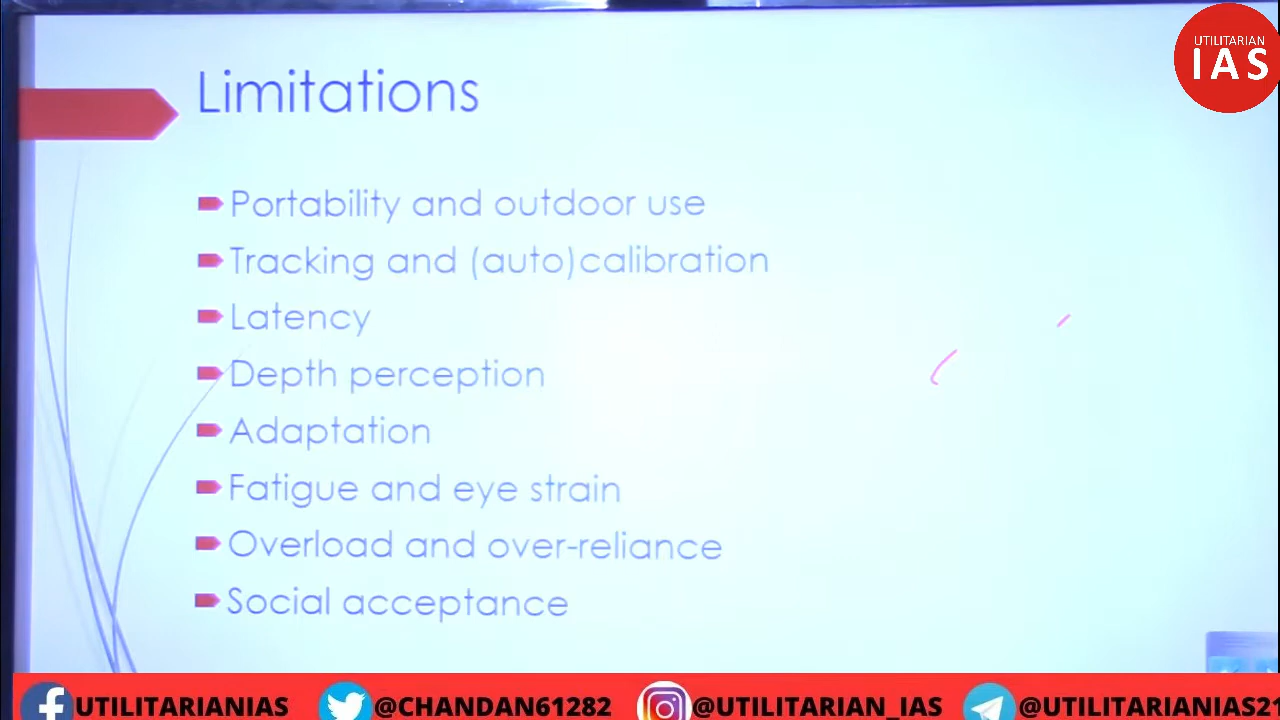 UTILITARIAN
IAS
Limitations
Portability and outdoor use
Tracking and (auto)calibration
Latency
Depth perception
Adaptation
Fatigue and eye strain
Overload and over-reliance
Social acceptance
UTILITARIANIAS
@CHANDAN61282
@UTILITARIAN_IAS
@UTILITARIANIAS21